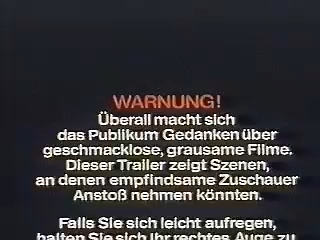 WARNUNG!
Überall macht sich
das Publikum Gedanken über
geschmacklose, grausame Filme.
Dieser Trailer zeigt Szenen,
an denen empfindsame Zuschauer
Anstoß nehmen könnten.
Falls Sie sich leicht aufregen,
halten Sie sich Ihr rechtes Auge zu